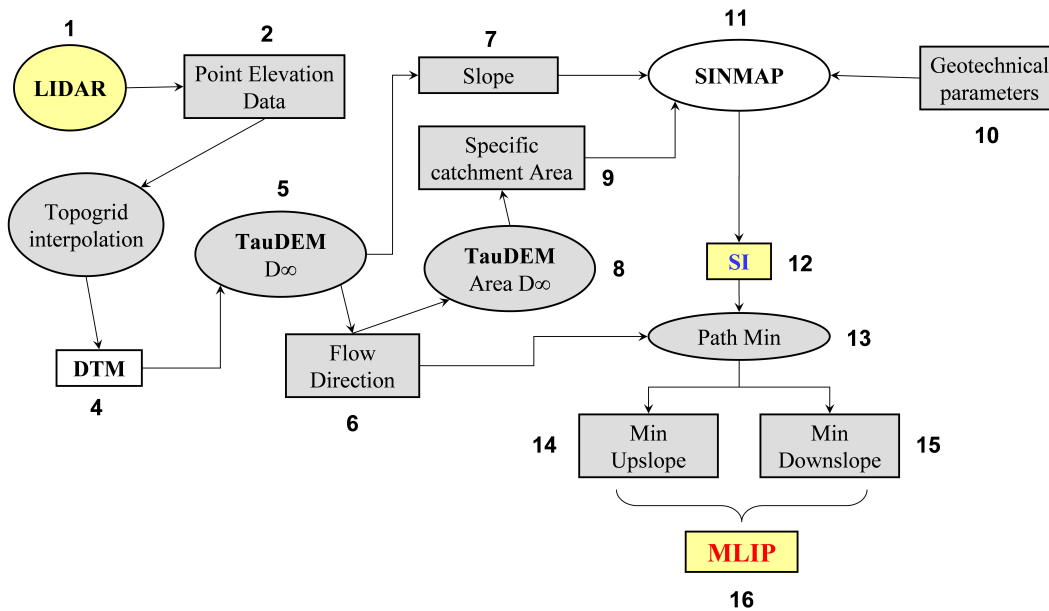 1
LIDAR
2
Point Elevation
Data
Topogrid
interpolation
DTM
4
5
TauDEM
D∞
Flow
Direction
6
7
Slope
Specific
catchment Area
9
TauDEM
Area D∞
8
11
SINMAP
Geotechnical
parameters
10
SI
12
Path Min
13
14
Min
Upslope
Min
Downslope
15
MLIP
16